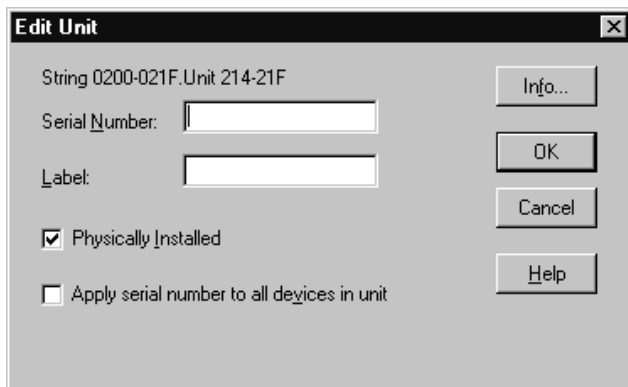 Edit Unit
String 0200-021F.Unit 214-21F
Serial Number:
Label:
Physically Installed
Apply serial number to all devices in unit
Info...
OK
Cancel
Help